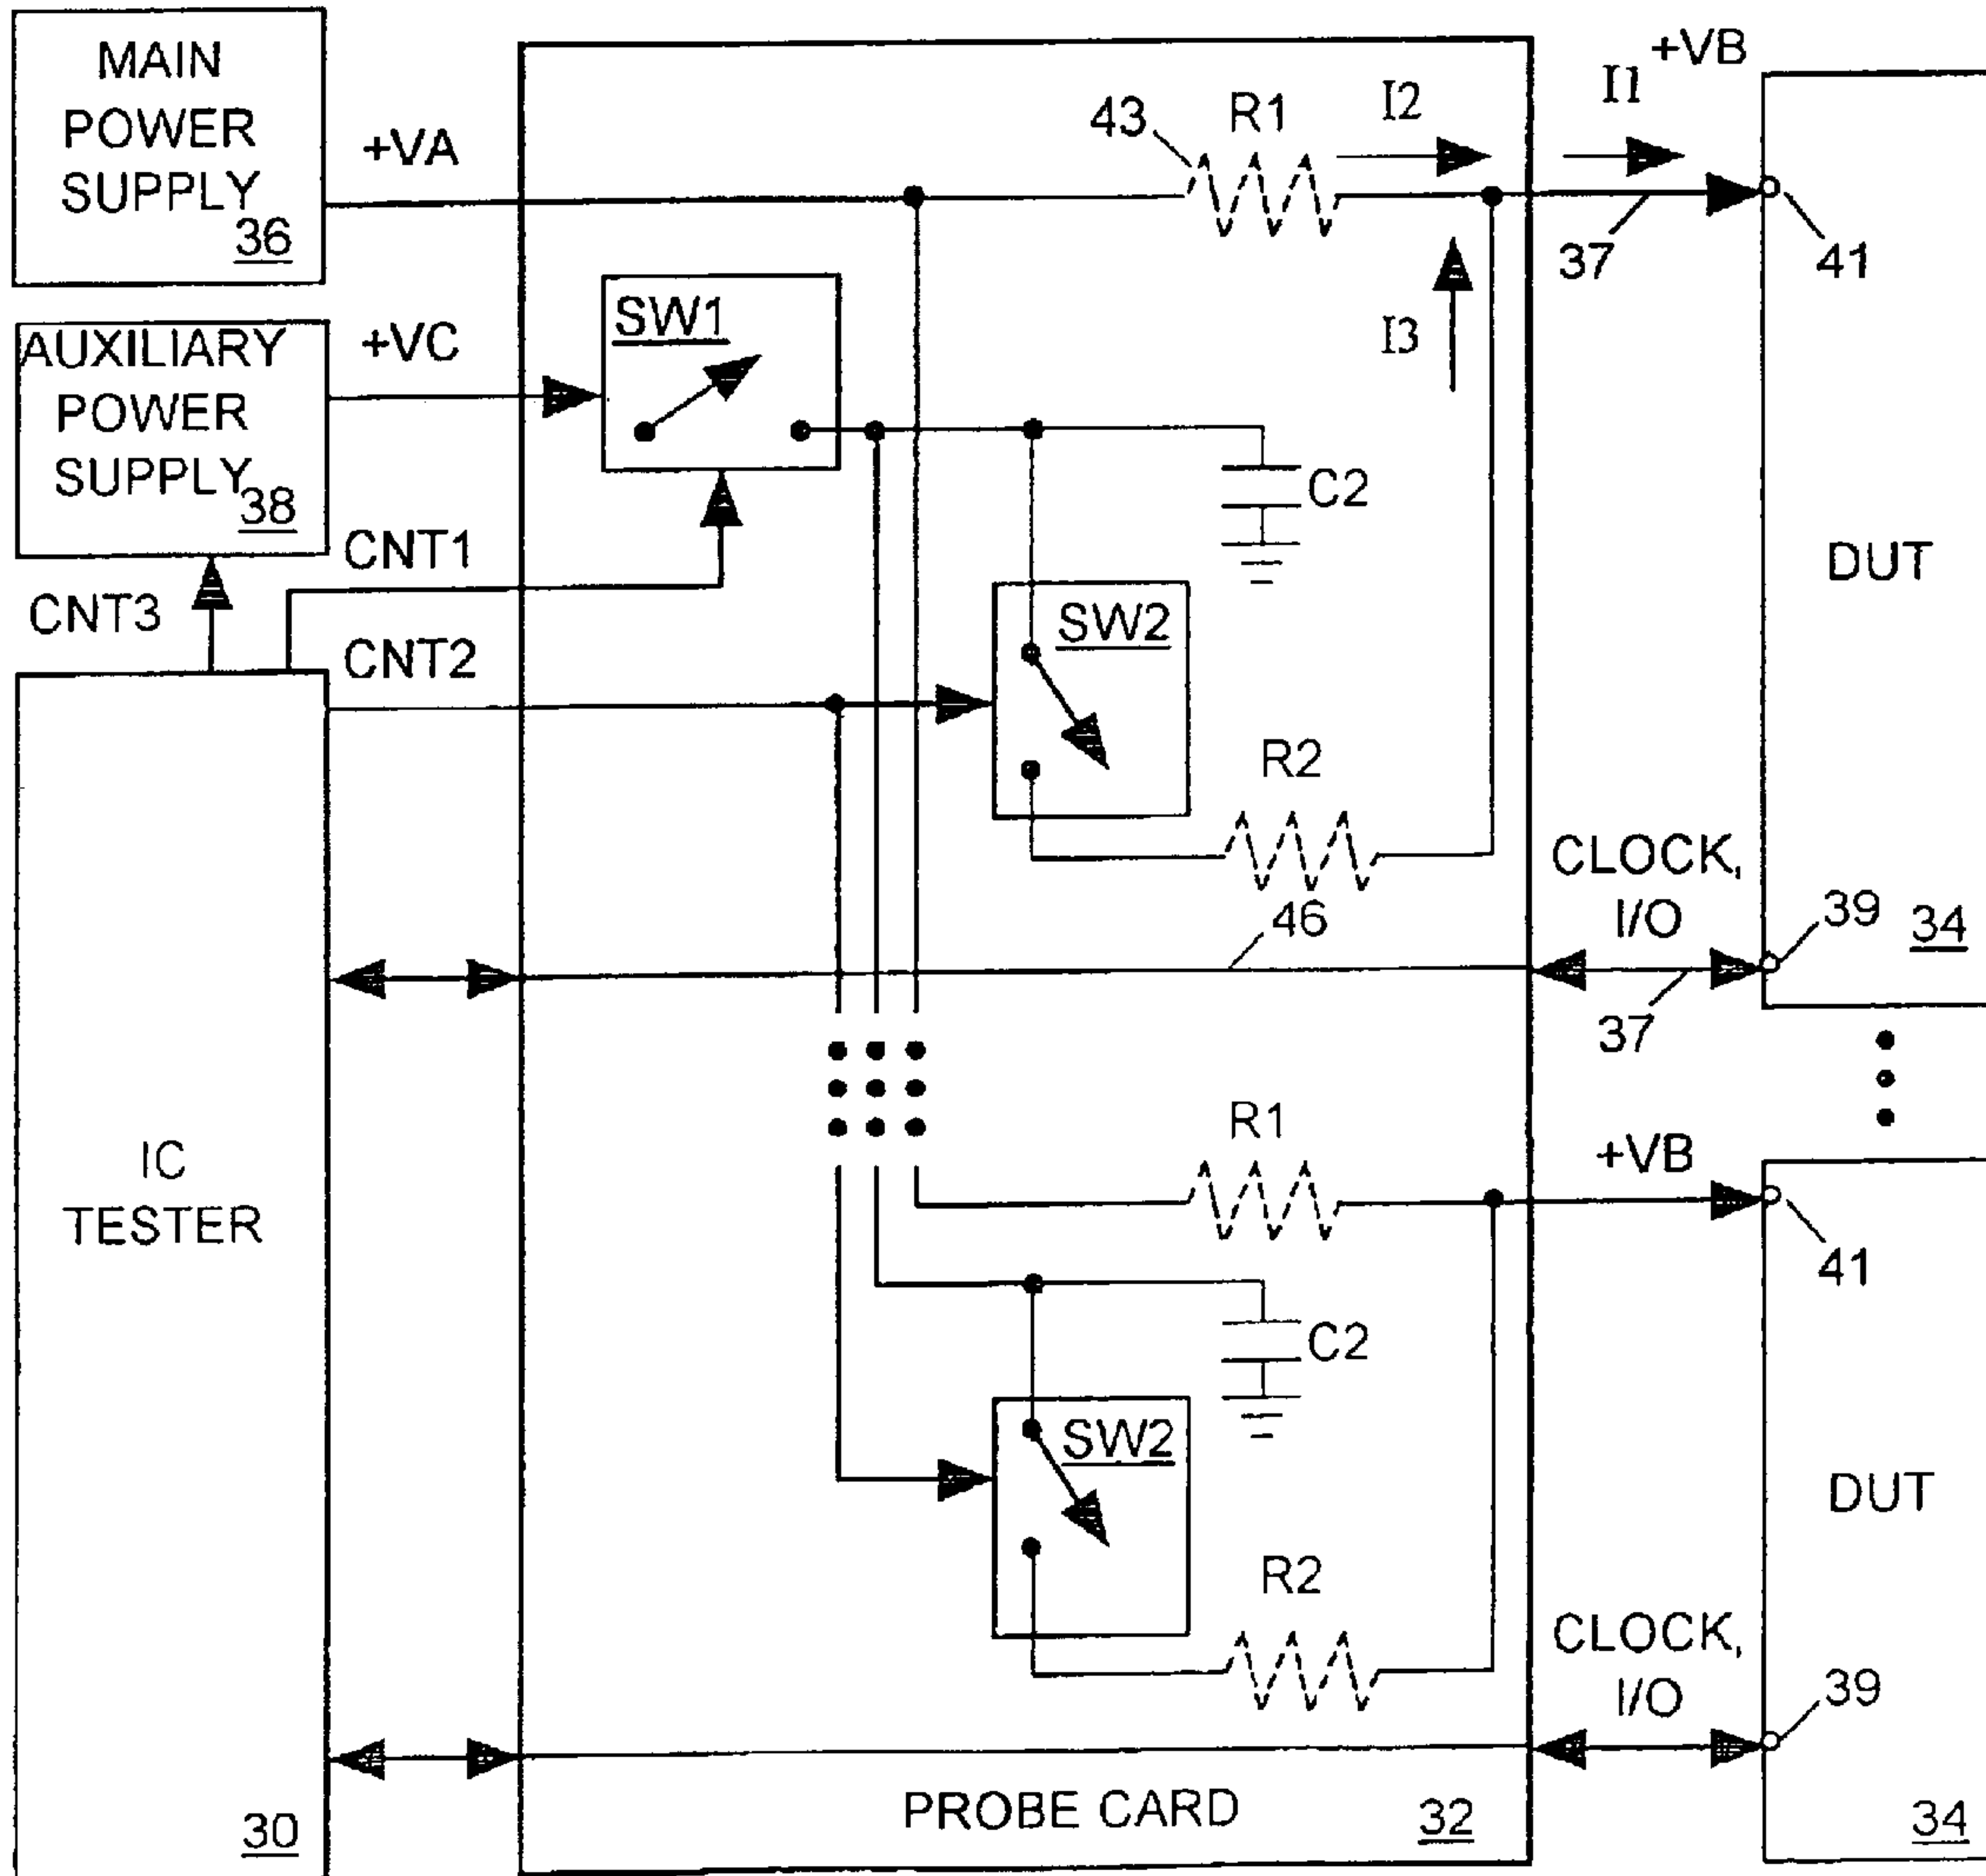 MAIN
POWER
SUPPLY
36
+VA
43
R1
I2
I1
+VB
37
41
AUXILIARY
POWER
SUPPLY
38
+VC
SW1
I3
C2
CNT3
CNT1
CNT2
SW2
R2
DUT
34
46
CLOCK,
I/O
39
37
IC
TESTER
30
R1
+VB
41
C2
SW2
R2
DUT
CLOCK,
I/O
39
34
PROBE CARD
32